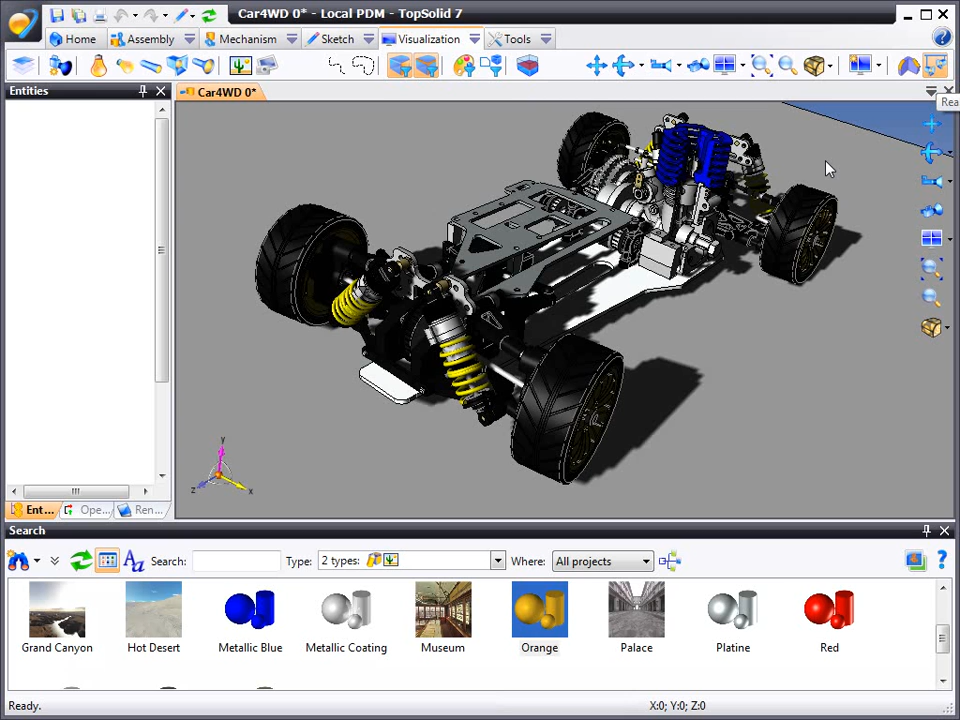 Car4WD 0* - Local PDM - TopSolid 7
Home
Assembly
Mechanism
Sketch
Visualization
Tools
Entities
Car4WD 0*
Rea
y
z
x
Ent...
Ope...
Ren...
Search
Search:
Type:
2 types:
Where:
All projects
Grand Canyon
Hot Desert
Metallic Blue
Metallic Coating
Museum
Orange
Palace
Platine
Red
Ready.
X:0; Y:0; Z:0